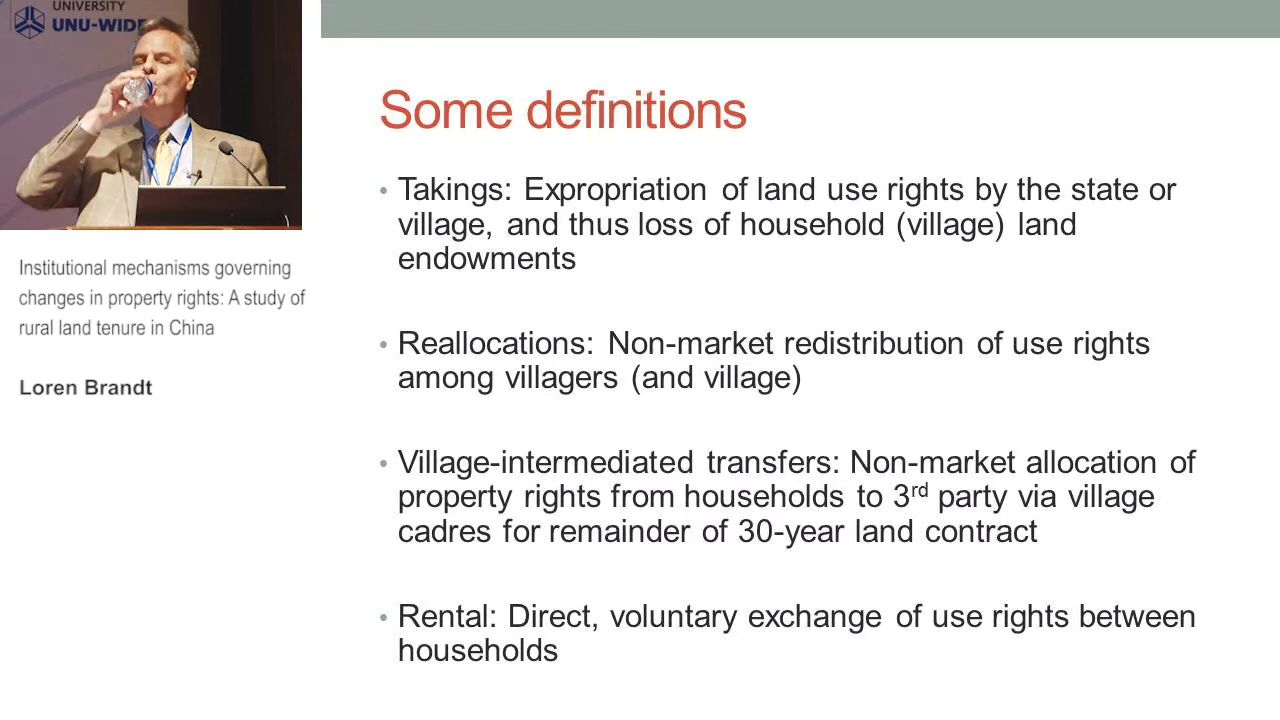 UNIVERSITY
UNU-WIDE
Institutional mechanisms governing
changes in property rights: A study of
rural land tenure in China
Loren Brandt
Some definitions
• Takings: Expropriation of land use rights by the state or
village, and thus loss of household (village) land
endowments
• Reallocations: Non-market redistribution of use rights
among villagers (and village)
• Village-intermediated transfers: Non-market allocation of
property rights from households to 3rd party via village
cadres for remainder of 30-year land contract
• Rental: Direct, voluntary exchange of use rights between
households